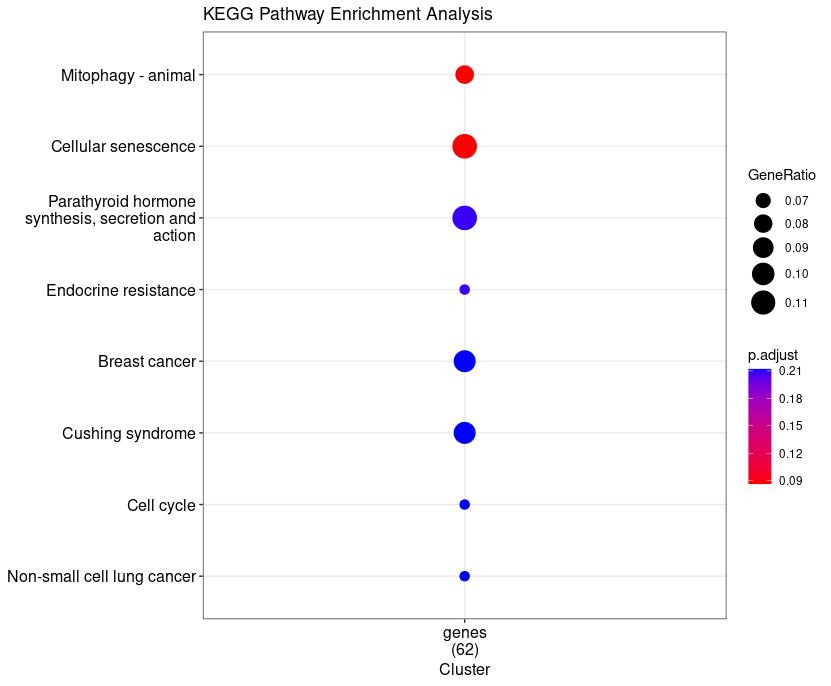 KEGG Pathway Enrichment Analysis
Mitophagy - animal
Cellular senescence
Parathyroid hormone
synthesis, secretion and
action
Endocrine resistance
Breast cancer
Cushing syndrome
Cell cycle
Non-small cell lung cancer
genes
(62)
Cluster
GeneRatio
0.07
0.08
0.09
0.10
0.11
p.adjust
0.21
0.18
0.15
0.12
0.09